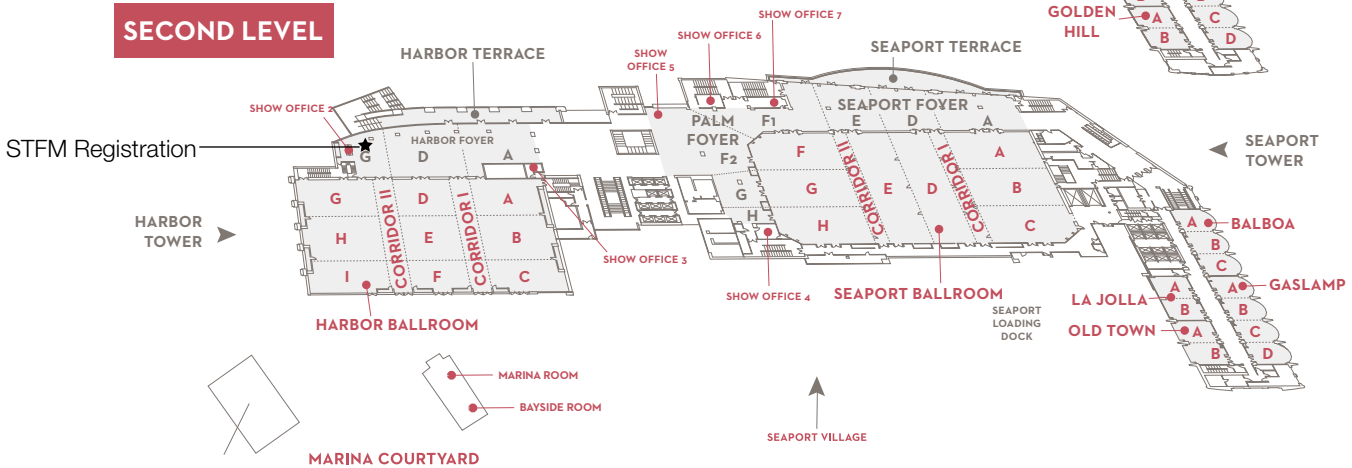 SECOND LEVEL
GOLDEN
HILL
A
B
C
D
SHOW OFFICE 7
SHOW OFFICE 6
SHOW
OFFICE 5
HARBOR TERRACE
SEAPORT TERRACE
SHOW OFFICE 2
STFM Registration
HARBOR FOYER
G
D
A
PALM
FOYER
F1
F2
G
H
SEAPORT FOYER
E
D
A
SEAPORT
TOWER
HARBOR
TOWER
G
D
A
H
E
B
I
F
C
CORRIDOR II
CORRIDOR I
SHOW OFFICE 3
F
G
H
CORRIDOR II
E
D
CORRIDOR I
A
B
C
SHOW OFFICE 4
SEAPORT BALLROOM
HARBOR BALLROOM
SEAPORT
LOADING
DOCK
A
BALBOA
B
C
LA JOLLA
A
B
A
GASLAMP
B
C
D
OLD TOWN
A
B
MARINA ROOM
BAYSIDE ROOM
MARINA COURTYARD
SEAPORT VILLAGE